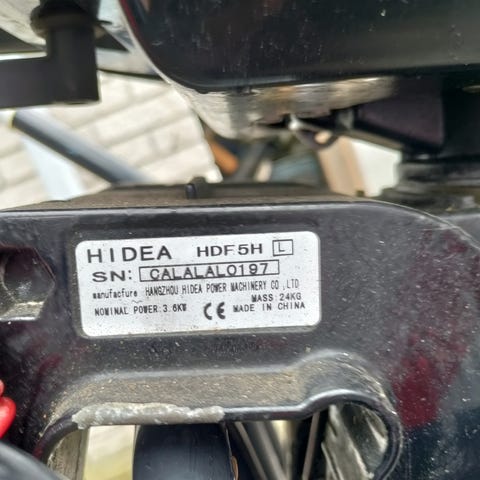 HIDEA HDF5H L
SN: CALALAL0197
manufacture HANGZHOU HIDEA POWER MACHINERY CO.,LTD
MASS:24KG
NOMINAL POWER:3.6KW CE MADE IN CHINA